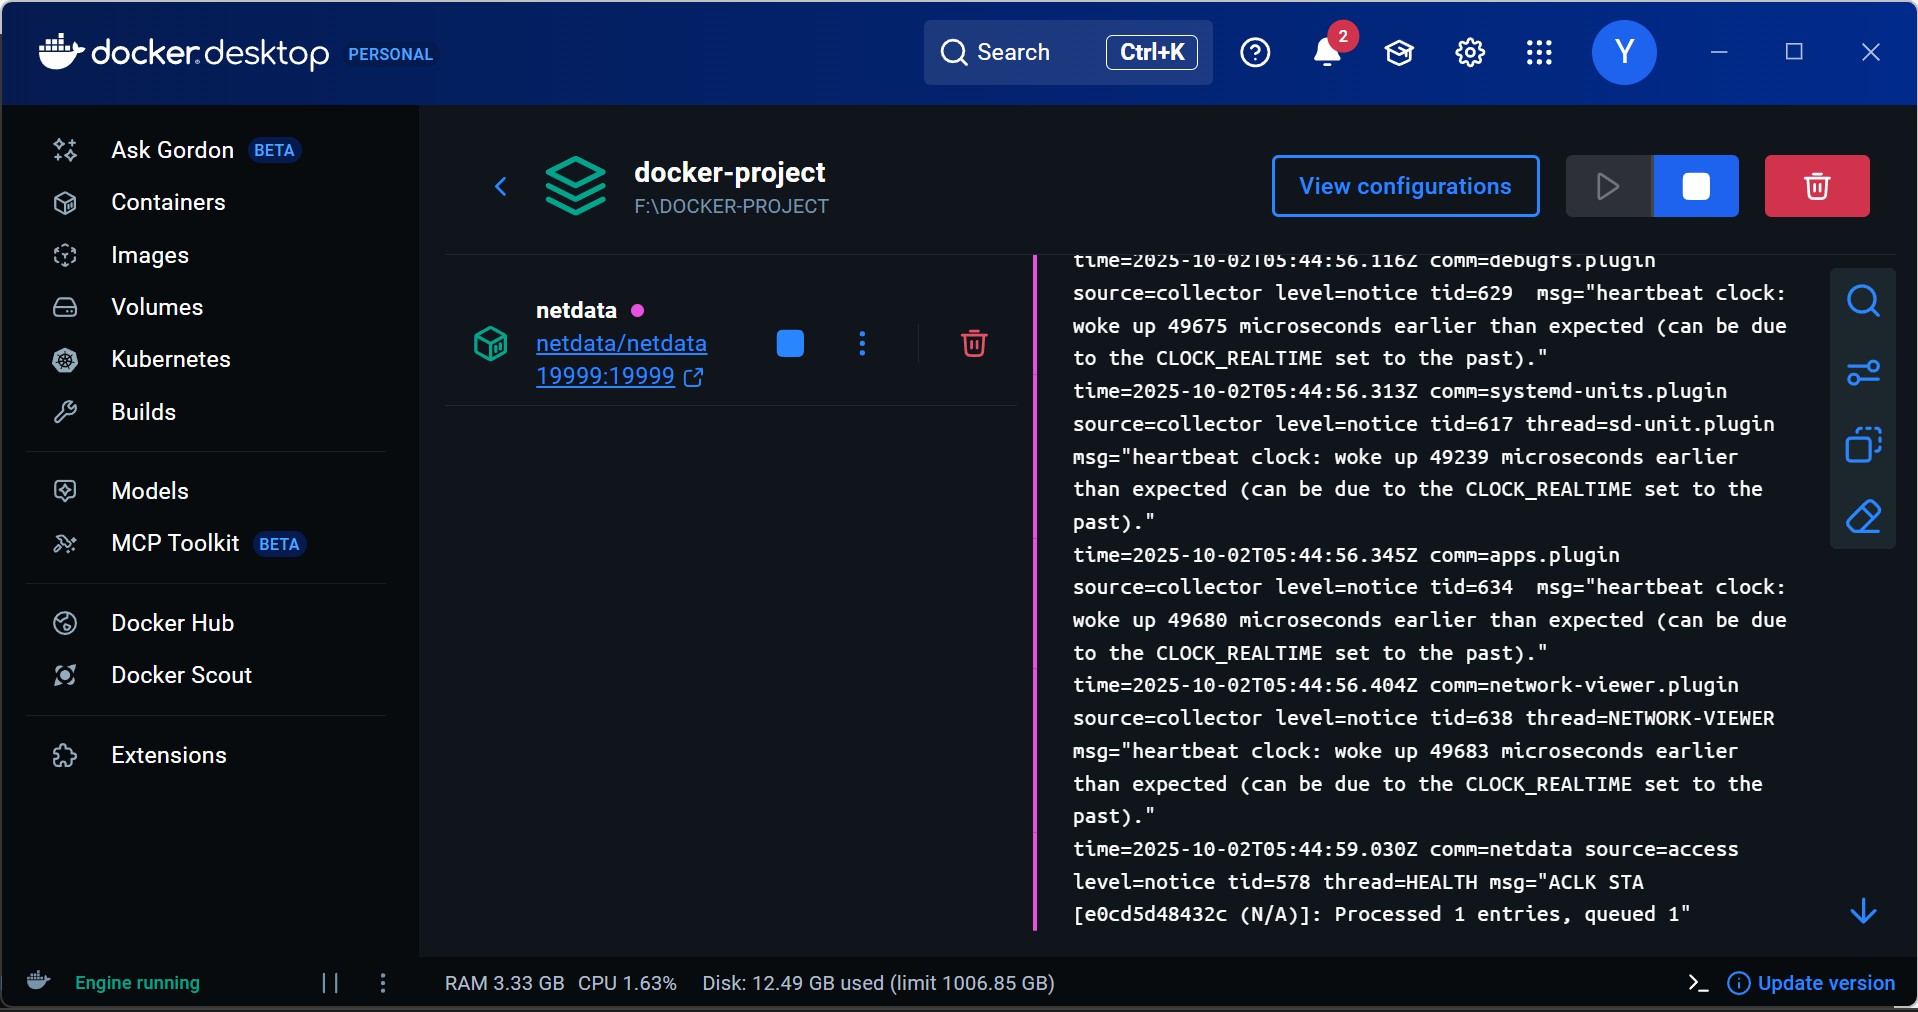 docker.desktop PERSONAL
Search Ctrl+K
2
Y
Ask Gordon BETA
Containers
Images
Volumes
Kubernetes
Builds
Models
MCP Toolkit BETA
Docker Hub
Docker Scout
Extensions
docker-project
F:\DOCKER-PROJECT
View configurations
netdata
netdata/netdata
19999:19999
time=2025-10-02T05:44:56.116Z comm=debugfs.plugin
source=collector level=notice tid=629  msg="heartbeat clock:
woke up 49675 microseconds earlier than expected (can be due
to the CLOCK_REALTIME set to the past)."
time=2025-10-02T05:44:56.313Z comm=systemd-units.plugin
source=collector level=notice tid=617 thread=sd-unit.plugin
msg="heartbeat clock: woke up 49239 microseconds earlier
than expected (can be due to the CLOCK_REALTIME set to the
past)."
time=2025-10-02T05:44:56.345Z comm=apps.plugin
source=collector level=notice tid=634  msg="heartbeat clock:
woke up 49680 microseconds earlier than expected (can be due
to the CLOCK_REALTIME set to the past)."
time=2025-10-02T05:44:56.404Z comm=network-viewer.plugin
source=collector level=notice tid=638 thread=NETWORK-VIEWER
msg="heartbeat clock: woke up 49683 microseconds earlier
than expected (can be due to the CLOCK_REALTIME set to the
past)."
time=2025-10-02T05:44:59.030Z comm=netdata source=access
level=notice tid=578 thread=HEALTH msg="ACLK STA
[e0cd5d48432c (N/A)]: Processed 1 entries, queued 1"
Engine running
RAM 3.33 GB CPU 1.63% Disk: 12.49 GB used (limit 1006.85 GB)
Update version